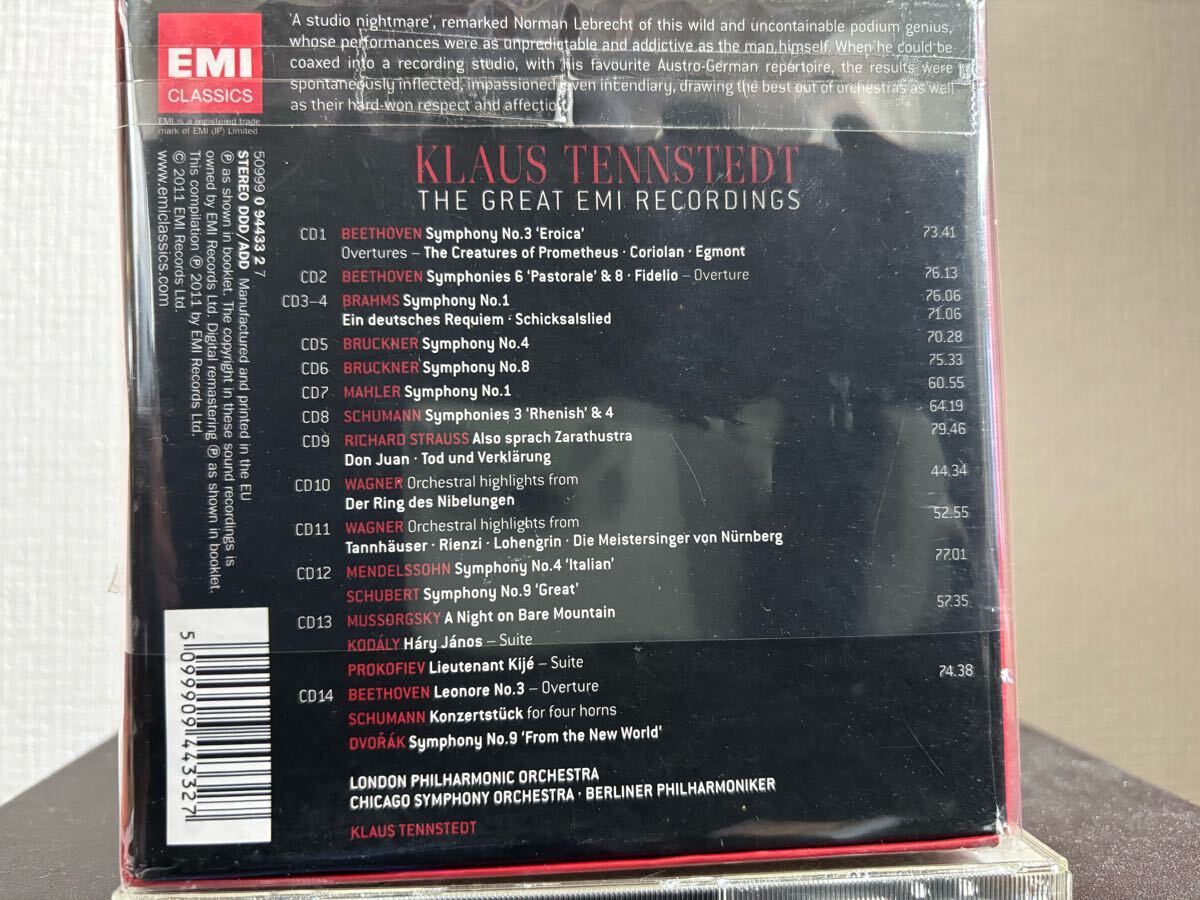 'A studio nightmare', remarked Norman Lebrecht of this wild and uncontainable podium genius,
whose performances were as unpredictable and addictive as the man himself. When he could be
coaxed into a recording studio, with his favourite Austro-German repertoire, the results were
spontaneously inflected, impassioned even incendiary, drawing the best out of orchestras as well
as their hard-won respect and affection.
EMI
CLASSICS
EMI is a registered trade
mark of EMI (IP) Limited
50999 0 94433 2 7
STEREO DDD/ADD Manufactured and printed in the EU
℗ as shown in booklet. The copyright in these sound recordings is
owned by EMI Records Ltd. Digital remastering ℗ as shown in booklet.
This compilation ℗ 2011 by EMI Records Ltd.
© 2011 EMI Records Ltd.
www.emiclassics.com
KLAUS TENNSTEDT
THE GREAT EMI RECORDINGS
CD1 BEETHOVEN Symphony No.3 'Eroica' 73.41
Overtures – The Creatures of Prometheus · Coriolan · Egmont
CD2 BEETHOVEN Symphonies 6 'Pastorale' & 8 · Fidelio – Overture 76.13
CD3–4 BRAHMS Symphony No.1 76.06
Ein deutsches Requiem · Schicksalslied 71.06
CD5 BRUCKNER Symphony No.4 70.28
CD6 BRUCKNER Symphony No.8 75.33
CD7 MAHLER Symphony No.1 60.55
CD8 SCHUMANN Symphonies 3 'Rhenish' & 4 64.19
CD9 RICHARD STRAUSS Also sprach Zarathustra 79.46
Don Juan · Tod und Verklärung
CD10 WAGNER Orchestral highlights from 44.34
Der Ring des Nibelungen
CD11 WAGNER Orchestral highlights from 52.55
Tannhäuser · Rienzi · Lohengrin · Die Meistersinger von Nürnberg
CD12 MENDELSSOHN Symphony No.4 'Italian' 77.01
SCHUBERT Symphony No.9 'Great'
CD13 MUSSORGSKY A Night on Bare Mountain 57.35
KODÁLY Háry János – Suite
PROKOFIEV Lieutenant Kijé – Suite
CD14 BEETHOVEN Leonore No.3 – Overture 74.38
SCHUMANN Konzertstück for four horns
DVOŘÁK Symphony No.9 'From the New World'
LONDON PHILHARMONIC ORCHESTRA
CHICAGO SYMPHONY ORCHESTRA · BERLINER PHILHARMONIKER
KLAUS TENNSTEDT
5 099909 443327